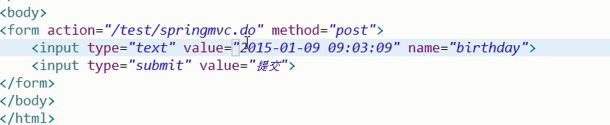 <body>
<form action="/test/springmvc.do" method="post">
<input type="text" value="2015-01-09 09:03:09" name="birthday">
<input type="submit" value="提交">
</form>
</body>
</html>